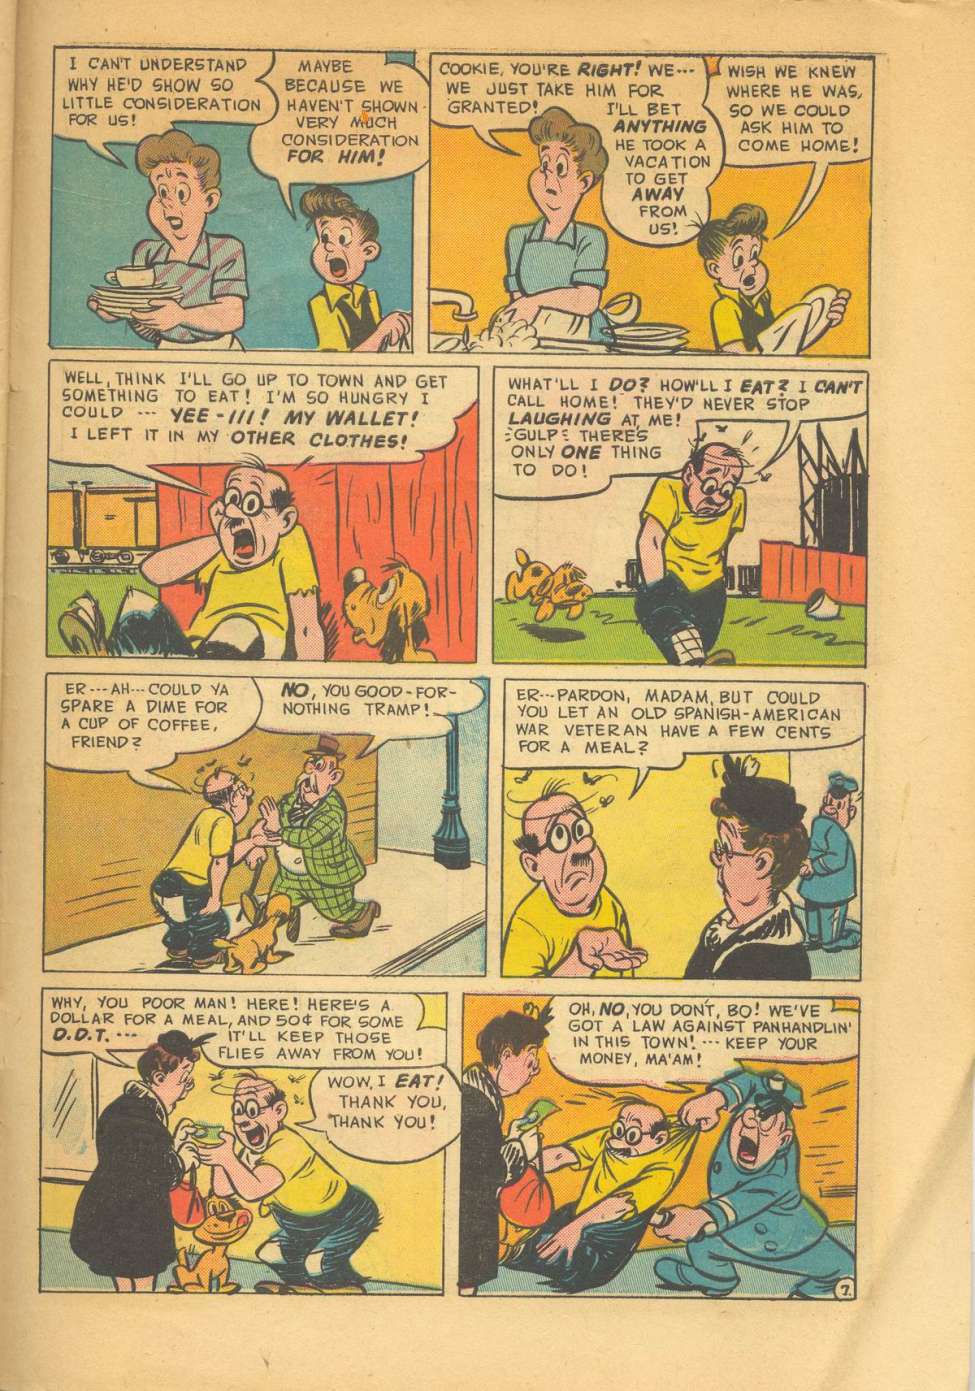 I CAN'T UNDERSTAND
WHY HE'D SHOW SO
LITTLE CONSIDERATION
FOR US!
MAYBE
BECAUSE WE
HAVEN'T SHOWN
VERY MUCH
CONSIDERATION
FOR HIM!
COOKIE, YOU'RE RIGHT! WE---
WE JUST TAKE HIM FOR
GRANTED!
I'LL BET
ANYTHING
HE TOOK A
VACATION
TO GET
AWAY
FROM
US!
WISH WE KNEW
WHERE HE WAS,
SO WE COULD
ASK HIM TO
COME HOME!
WELL, THINK I'LL GO UP TO TOWN AND GET
SOMETHING TO EAT! I'M SO HUNGRY I
COULD --- YEE-III! MY WALLET!
I LEFT IT IN MY OTHER CLOTHES!
WHAT'LL I DO? HOW'LL I EAT? I CAN'T
CALL HOME! THEY'D NEVER STOP
LAUGHING AT ME!
GULP THERE'S
ONLY ONE THING
TO DO!
ER---AH---COULD YA
SPARE A DIME FOR
A CUP OF COFFEE,
FRIEND?
NO, YOU GOOD-FOR-
NOTHING TRAMP!
ER---PARDON, MADAM, BUT COULD
YOU LET AN OLD SPANISH-AMERICAN
WAR VETERAN HAVE A FEW CENTS
FOR A MEAL?
WHY, YOU POOR MAN! HERE! HERE'S A
DOLLAR FOR A MEAL, AND 50¢ FOR SOME
D.D.T. ---
IT'LL KEEP THOSE
FLIES AWAY FROM YOU!
WOW, I EAT!
THANK YOU,
THANK YOU!
OH, NO, YOU DON'T, BO! WE'VE
GOT A LAW AGAINST PANHANDLIN'
IN THIS TOWN! --- KEEP YOUR
MONEY, MA'AM!
7